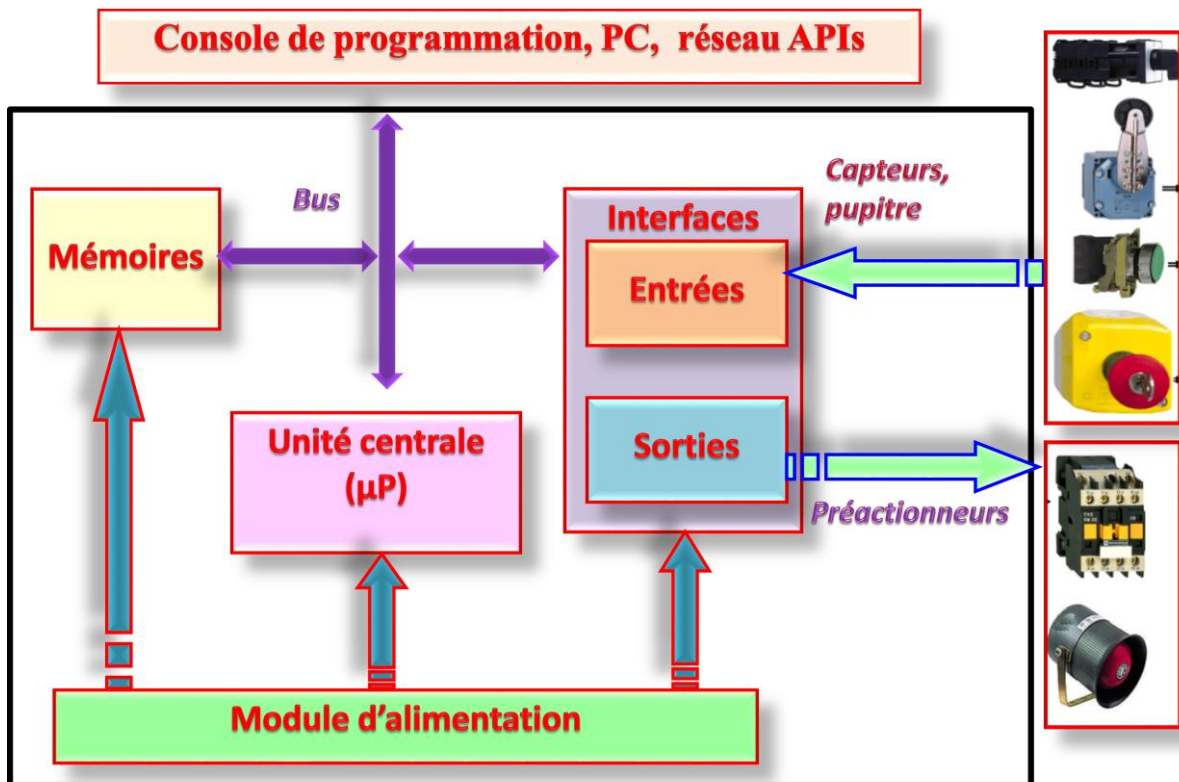 Console de programmation, PC, réseau APIs
Bus
Capteurs,
pupitre
Mémoires
Interfaces
Entrées
Unité centrale
(µP)
Sorties
Préactionneurs
Module d'alimentation